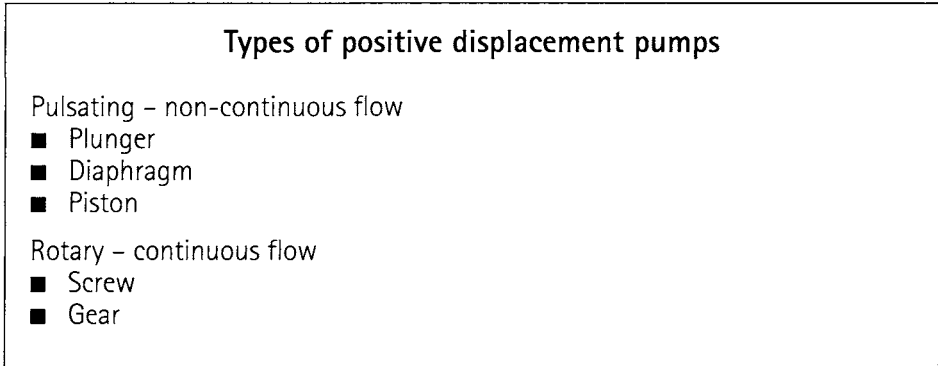 Types of positive displacement pumps
Pulsating – non-continuous flow
■ Plunger
■ Diaphragm
■ Piston
Rotary – continuous flow
■ Screw
■ Gear